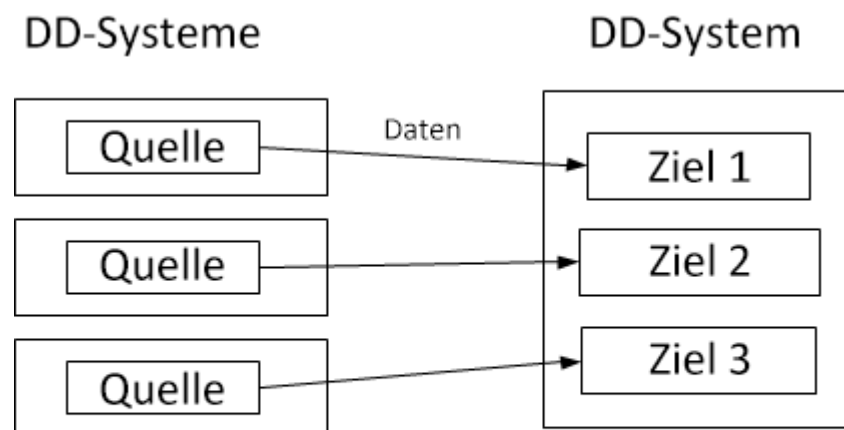 DD-Systeme
DD-System
Quelle
Daten
Ziel 1
Quelle
Ziel 2
Quelle
Ziel 3